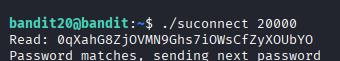 bandit20@bandit:~$ ./suconnect 20000
Read: 0qXahG8ZjOVMN9Ghs7iOWsCfZyXOUbYO
Password matches, sending next password